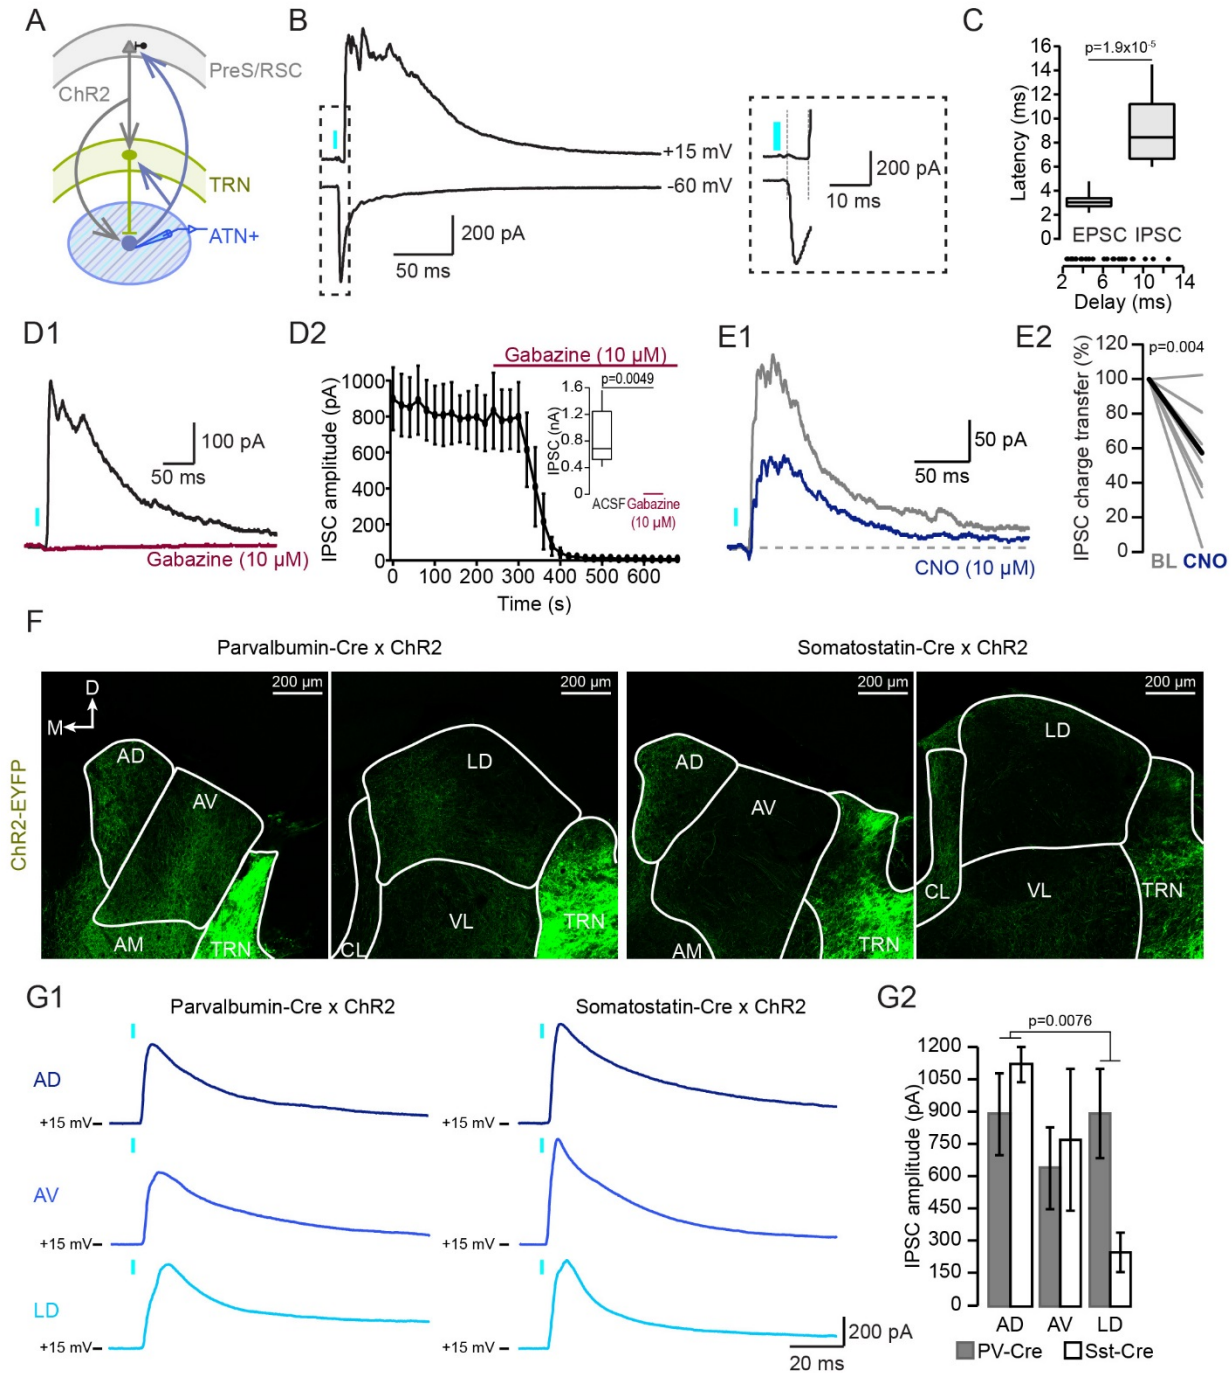 A
PreS/RSC
ChR2
TRN
ATN+
B
+15 mV
-60 mV
200 pA
50 ms
200 pA
10 ms
C
p=1.9x10⁻⁵
Latency (ms)
16
14
12
10
8
6
4
2
0
EPSC IPSC
2 6 10 14
Delay (ms)
D1
100 pA
50 ms
Gabazine (10 µM)
D2
Gabazine (10 µM)
IPSC amplitude (pA)
1000
800
600
400
200
0
0 100 200 300 400 500 600
Time (s)
p=0.0049
IPSC (nA)
1.6
1.2
0.8
0.4
0
ACSF Gabazine
(10 µM)
E1
50 pA
50 ms
CNO (10 µM)
E2
p=0.004
IPSC charge transfer (%)
120
100
80
60
40
20
0
BL CNO
F
Parvalbumin-Cre x ChR2
Somatostatin-Cre x ChR2
ChR2-EYFP
D
M
200 µm
AD
AV
AM
TRN
200 µm
LD
CL
VL
TRN
200 µm
AD
AV
AM
TRN
200 µm
LD
CL
VL
TRN
G1
Parvalbumin-Cre x ChR2
Somatostatin-Cre x ChR2
AD
+15 mV
+15 mV
AV
+15 mV
+15 mV
LD
+15 mV
+15 mV
200 pA
20 ms
G2
p=0.0076
IPSC amplitude (pA)
1200
1050
900
750
600
450
300
150
0
AD AV LD
PV-Cre Sst-Cre